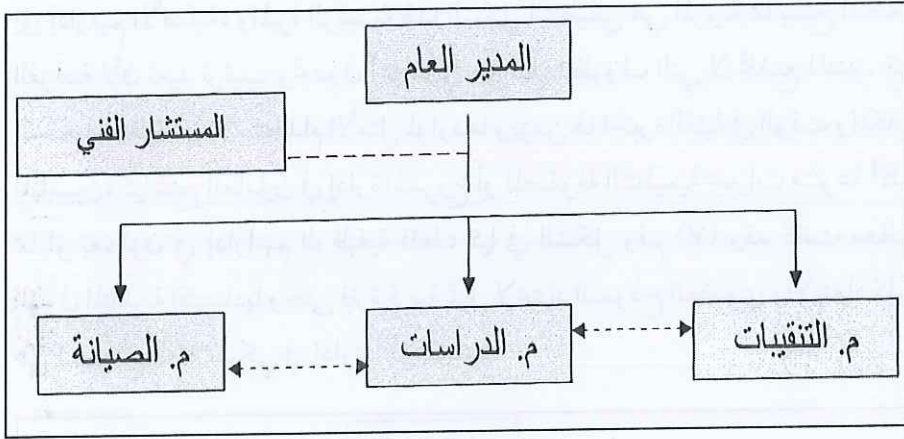 المدير العام
المستشار الفني
م. التنقيبات
م. الدراسات
م. الصيانة